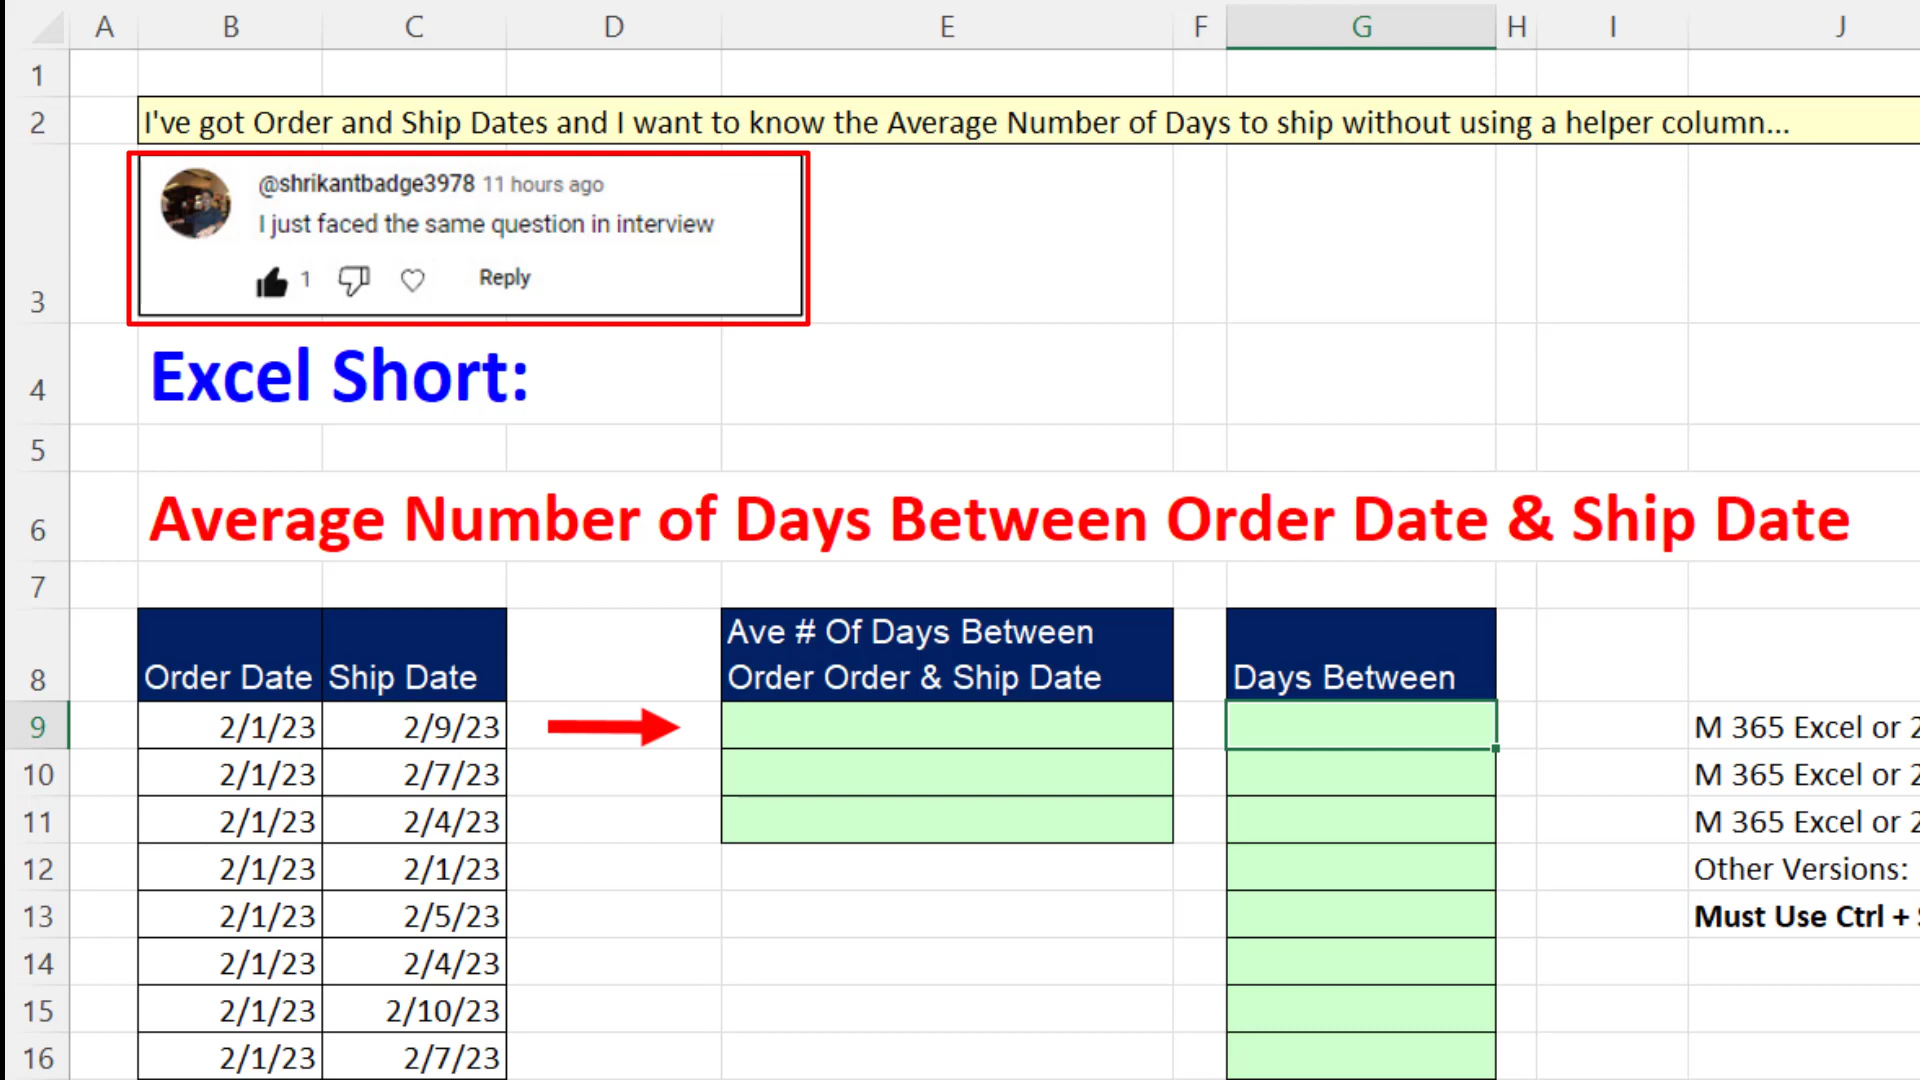 A B C D E F G H I J
1
2 I've got Order and Ship Dates and I want to know the Average Number of Days to ship without using a helper column...
@shrikantbadge3978 11 hours ago
I just faced the same question in interview
1 Reply
3
4 Excel Short:
5
6 Average Number of Days Between Order Date & Ship Date
7
Ave # Of Days Between
8 Order Date Ship Date Order Order & Ship Date Days Between
9 2/1/23 2/9/23 M 365 Excel or 2
10 2/1/23 2/7/23 M 365 Excel or 2
11 2/1/23 2/4/23 M 365 Excel or 2
12 2/1/23 2/1/23 Other Versions:
13 2/1/23 2/5/23 Must Use Ctrl +
14 2/1/23 2/4/23
15 2/1/23 2/10/23
16 2/1/23 2/7/23